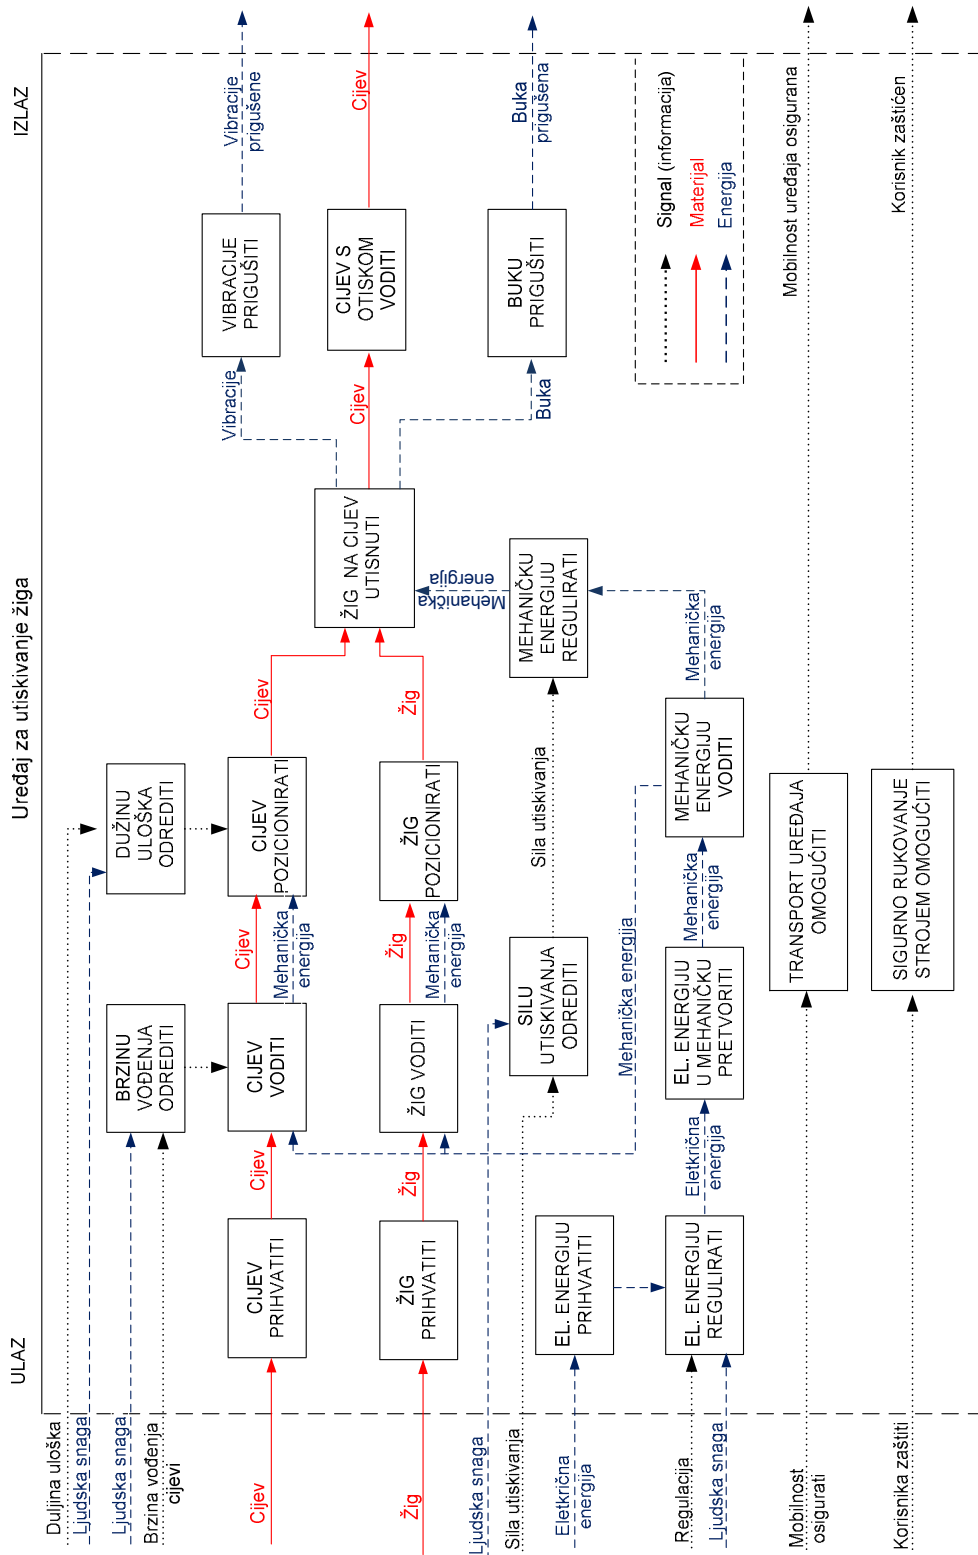 Uređaj za utiskivanje žiga
ULAZ
IZLAZ
Duljina uloška
Ljudska snaga
Ljudska snaga
Brzina vođenja
cijevi
BRZINU
VOĐENJA
ODREDITI
DUŽINU
ULOŠKA
ODREDITI
Cijev
CIJEV
PRIHVATITI
Cijev
CIJEV
VODITI
Cijev
Mehanička
energija
CIJEV
POZICIONIRATI
Cijev
Žig
ŽIG
PRIHVATITI
Žig
ŽIG VODITI
Žig
Mehanička
energija
ŽIG
POZICIONIRATI
Žig
ŽIG NA CIJEV
UTISNUTI
Vibracije
VIBRACIJE
PRIGUŠITI
Vibracije
prigušene
Cijev
CIJEV S
OTISKOM
VODITI
Cijev
Buka
BUKU
PRIGUŠITI
Buka
prigušena
Ljudska snaga
Sila utiskivanja
SILU
UTISKIVANJA
ODREDITI
Sila utiskivanja
MEHANIČKU
ENERGIJU
REGULIRATI
Mehanička
energija
Eletkrična
energija
EL. ENERGIJU
PRIHVATITI
Mehanička energija
Regulacija
Ljudska snaga
EL. ENERGIJU
REGULIRATI
Eletkrična
energija
EL. ENERGIJU
U MEHANIČKU
PRETVORITI
Mehanička
energija
MEHANIČKU
ENERGIJU
VODITI
Mehanička
energija
Signal (informacija)
Materijal
Energija
Mobilnost
osigurati
TRANSPORT UREĐAJA
OMOGUĆITI
Mobilnost uređaja osigurana
Korisnika zaštiti
SIGURNO RUKOVANJE
STROJEM OMOGUĆITI
Korisnik zaštićen